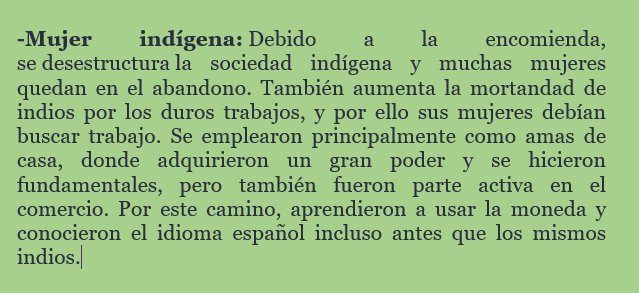 -Mujer indígena: Debido a la encomienda,
se desestructura la sociedad indígena y muchas mujeres
quedan en el abandono. También aumenta la mortandad de
indios por los duros trabajos, y por ello sus mujeres debían
buscar trabajo. Se emplearon principalmente como amas de
casa, donde adquirieron un gran poder y se hicieron
fundamentales, pero también fueron parte activa en el
comercio. Por este camino, aprendieron a usar la moneda y
conocieron el idioma español incluso antes que los mismos
indios.